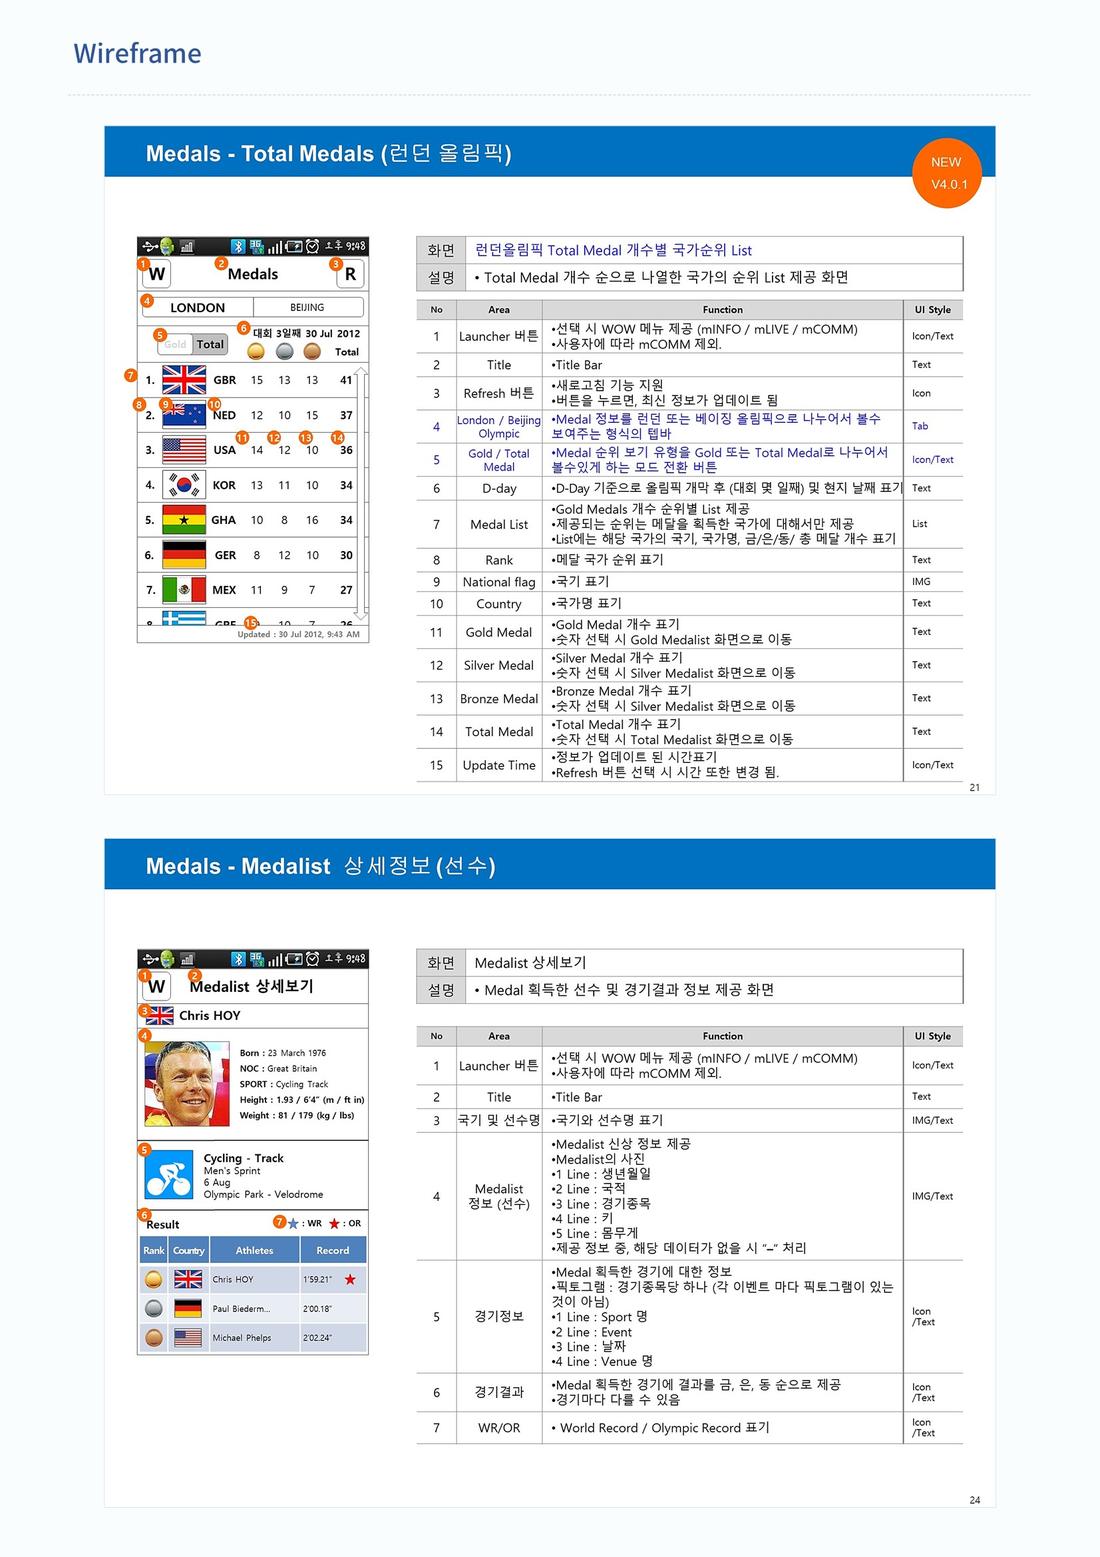 Wireframe
Medals - Total Medals (런던 올림픽)
NEW
V4.0.1
오후 9:48
1 W
2 Medals
3 R
4 LONDON BEIJING
5 Gold Total
6 대회 3일째 30 Jul 2012
Total
7 1. GBR 15 13 13 41
8 9 10
2. NED 12 10 15 37
11 12 13 14
3. USA 14 12 10 36
4. KOR 13 11 10 34
5. GHA 10 8 16 34
6. GER 8 12 10 30
7. MEX 11 9 7 27
15
Updated : 30 Jul 2012, 9:43 AM
화면 런던올림픽 Total Medal 개수별 국가순위 List
설명 • Total Medal 개수 순으로 나열한 국가의 순위 List 제공 화면
No Area Function UI Style
1 Launcher 버튼 •선택 시 WOW 메뉴 제공 (mINFO / mLIVE / mCOMM) Icon/Text
•사용자에 따라 mCOMM 제외.
2 Title •Title Bar Text
3 Refresh 버튼 •새로고침 기능 지원 Icon
•버튼을 누르면, 최신 정보가 업데이트 됨
4 London / Beijing Olympic •Medal 정보를 런던 또는 베이징 올림픽으로 나누어서 볼수 Tab
보여주는 형식의 텝바
5 Gold / Total Medal •Medal 순위 보기 유형을 Gold 또는 Total Medal로 나누어서 Icon/Text
볼수있게 하는 모드 전환 버튼
6 D-day •D-Day 기준으로 올림픽 개막 후 (대회 몇 일째) 및 현지 날짜 표기 Text
7 Medal List •Gold Medals 개수 순위별 List 제공 List
•제공되는 순위는 메달을 획득한 국가에 대해서만 제공
•List에는 해당 국가의 국기, 국가명, 금/은/동/ 총 메달 개수 표기
8 Rank •메달 국가 순위 표기 Text
9 National flag •국기 표기 IMG
10 Country •국가명 표기 Text
11 Gold Medal •Gold Medal 개수 표기 Text
•숫자 선택 시 Gold Medalist 화면으로 이동
12 Silver Medal •Silver Medal 개수 표기 Text
•숫자 선택 시 Silver Medalist 화면으로 이동
13 Bronze Medal •Bronze Medal 개수 표기 Text
•숫자 선택 시 Silver Medalist 화면으로 이동
14 Total Medal •Total Medal 개수 표기 Text
•숫자 선택 시 Total Medalist 화면으로 이동
15 Update Time •정보가 업데이트 된 시간표기 Icon/Text
•Refresh 버튼 선택 시 시간 또한 변경 됨.
21
Medals - Medalist 상세정보 (선수)
오후 9:48
1 W
2 Medalist 상세보기
3 Chris HOY
4
Born : 23 March 1976
NOC : Great Britain
SPORT : Cycling Track
Height : 1.93 / 6'4" (m / ft in)
Weight : 81 / 179 (kg / lbs)
5
Cycling - Track
Men's Sprint
6 Aug
Olympic Park - Velodrome
6 Result 7 : WR : OR
Rank Country Athletes Record
Chris HOY 1'59.21"
Paul Biederm... 2'00.18"
Michael Phelps 2'02.24"
화면 Medalist 상세보기
설명 • Medal 획득한 선수 및 경기결과 정보 제공 화면
No Area Function UI Style
1 Launcher 버튼 •선택 시 WOW 메뉴 제공 (mINFO / mLIVE / mCOMM) Icon/Text
•사용자에 따라 mCOMM 제외.
2 Title •Title Bar Text
3 국기 및 선수명 •국기와 선수명 표기 IMG/Text
4 Medalist 정보 (선수) •Medalist 신상 정보 제공 IMG/Text
•Medalist의 사진
•1 Line : 생년월일
•2 Line : 국적
•3 Line : 경기종목
•4 Line : 키
•5 Line : 몸무게
•제공 정보 중, 해당 데이터가 없을 시 "–" 처리
5 경기정보 •Medal 획득한 경기에 대한 정보 Icon /Text
•픽토그램 : 경기종목당 하나 (각 이벤트 마다 픽토그램이 있는
것이 아님)
•1 Line : Sport 명
•2 Line : Event
•3 Line : 날짜
•4 Line : Venue 명
6 경기결과 •Medal 획득한 경기에 결과를 금, 은, 동 순으로 제공 Icon /Text
•경기마다 다를 수 있음
7 WR/OR • World Record / Olympic Record 표기 Icon /Text
24